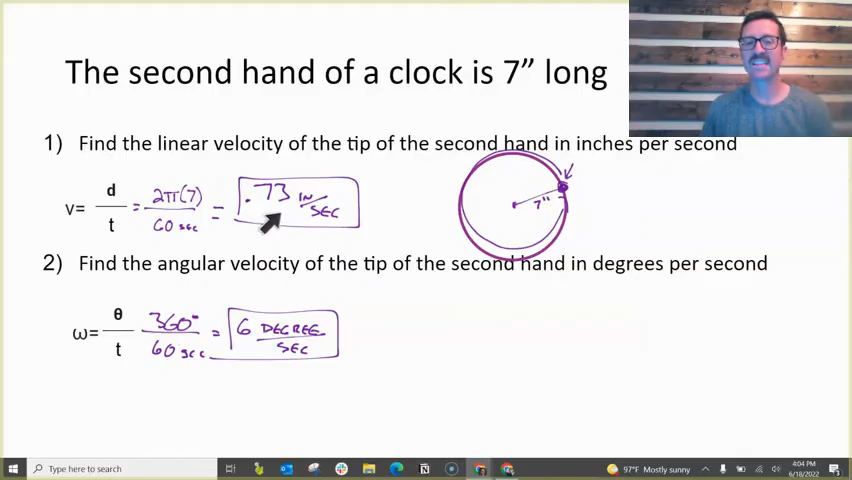 The second hand of a clock is 7” long
1) Find the linear velocity of the tip of the second hand in inches per second
v= d/t = 2π(7)/60 sec = .73 IN/SEC
7"
2) Find the angular velocity of the tip of the second hand in degrees per second
ω= θ/t 360°/60 sec = 6 DEGREE/SEC
Type here to search
97°F Mostly sunny
4:04 PM
6/18/2022